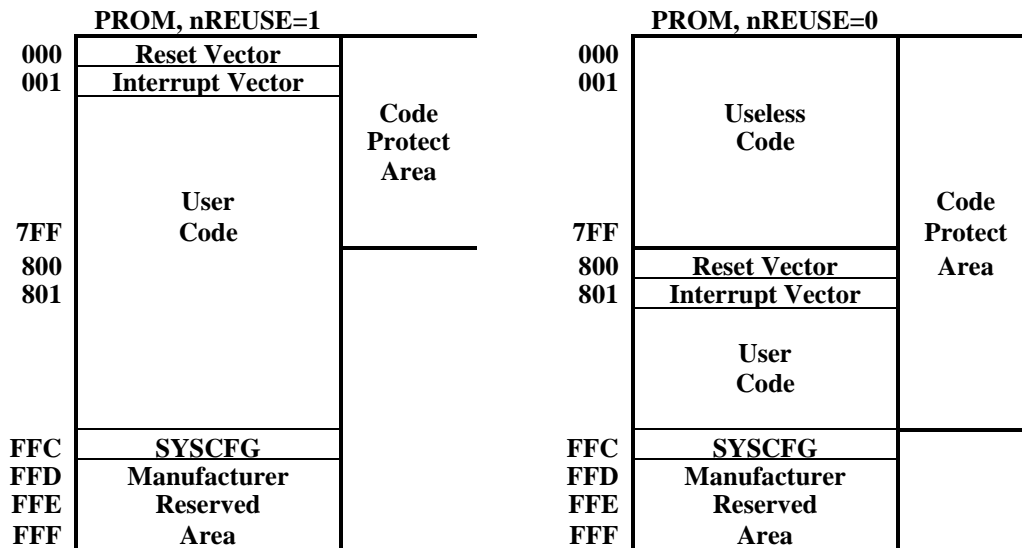 PROM, nREUSE=1
000 Reset Vector
001 Interrupt Vector
Code
Protect
Area
User
7FF Code
800
801
FFC SYSCFG
FFD Manufacturer
FFE Reserved
FFF Area
PROM, nREUSE=0
000
001
Useless
Code
Code
7FF Protect
800 Reset Vector Area
801 Interrupt Vector
User
Code
FFC SYSCFG
FFD Manufacturer
FFE Reserved
FFF Area